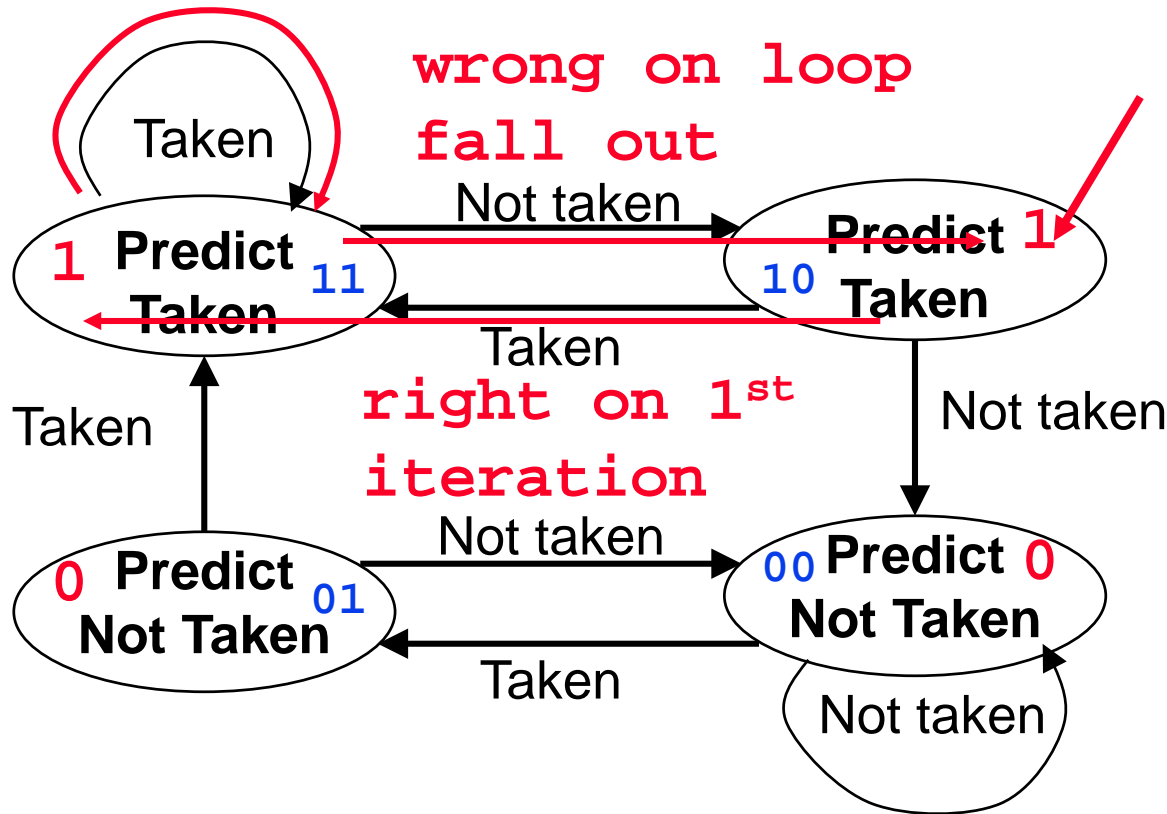 wrong on loop
fall out
Taken
Not taken
1 Predict 11
Taken
Predict 1
10 Taken
Taken
right on 1st
iteration
Taken
Not taken
Not taken
0 Predict 01
Not Taken
00 Predict 0
Not Taken
Taken
Not taken